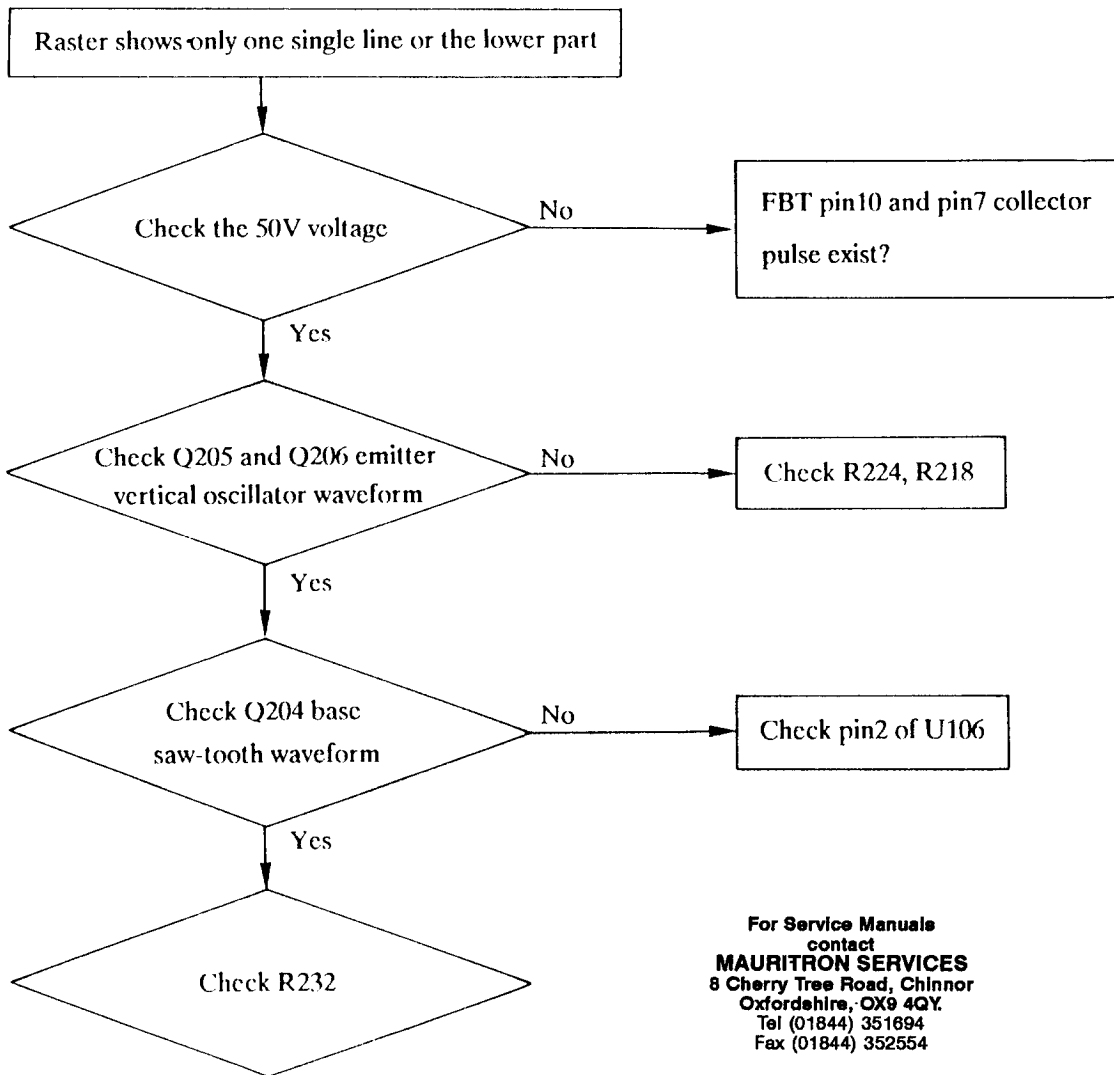 Raster shows only one single line or the lower part
Check the 50V voltage
No
FBT pin10 and pin7 collector
pulse exist?
Yes
Check Q205 and Q206 emitter
vertical oscillator waveform
No
Check R224, R218
Yes
Check Q204 base
saw-tooth waveform
No
Check pin2 of U106
Yes
Check R232
For Service Manuals
contact
MAURITRON SERVICES
8 Cherry Tree Road, Chinnor
Oxfordshire, OX9 4QY.
Tel (01844) 351694
Fax (01844) 352554